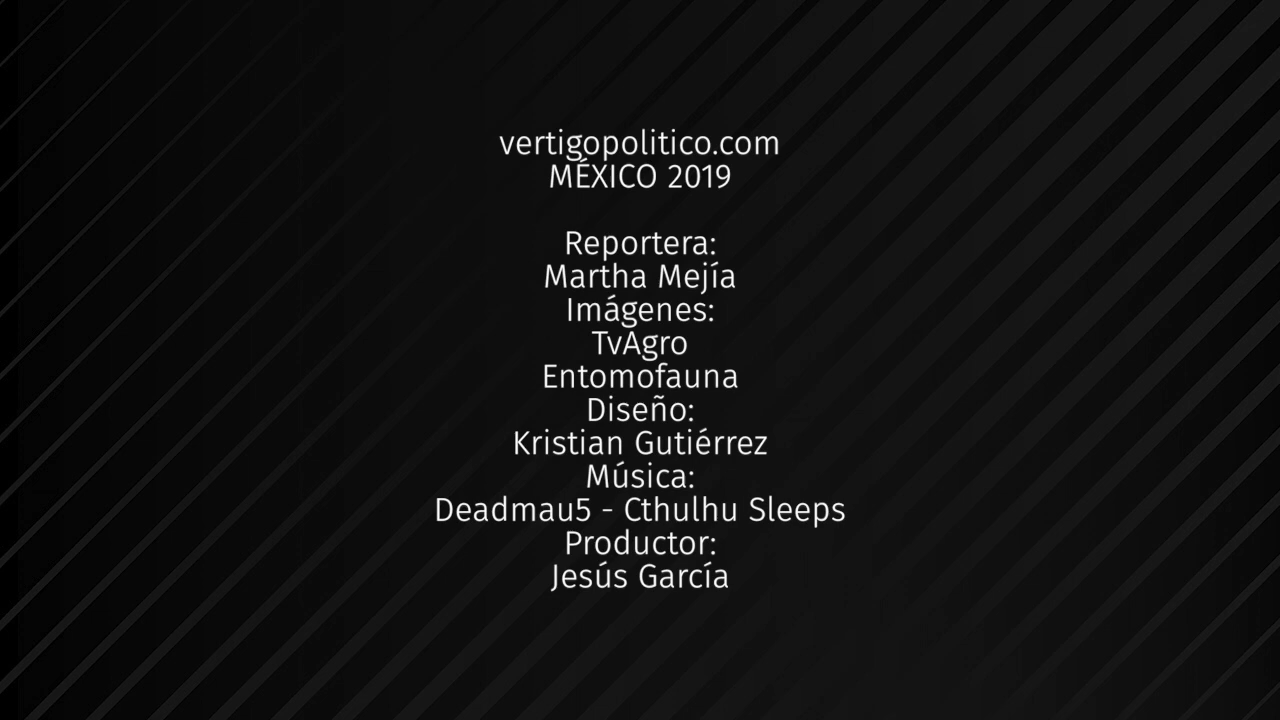 vertigopolitico.com
MÉXICO 2019
Reportera:
Martha Mejía
Imágenes:
TvAgro
Entomofauna
Diseño:
Kristian Gutiérrez
Música:
Deadmau5 - Cthulhu Sleeps
Productor:
Jesús García